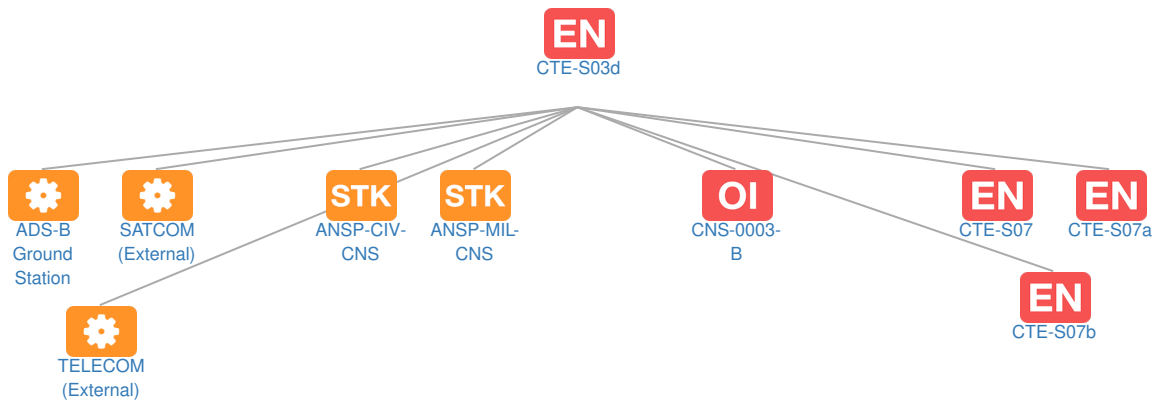 EN
CTE-S03d
ADS-B
Ground
Station
SATCOM
(External)
STK
ANSP-CIV-
CNS
STK
ANSP-MIL-
CNS
OI
CNS-0003-
B
EN
CTE-S07
EN
CTE-S07a
TELECOM
(External)
EN
CTE-S07b